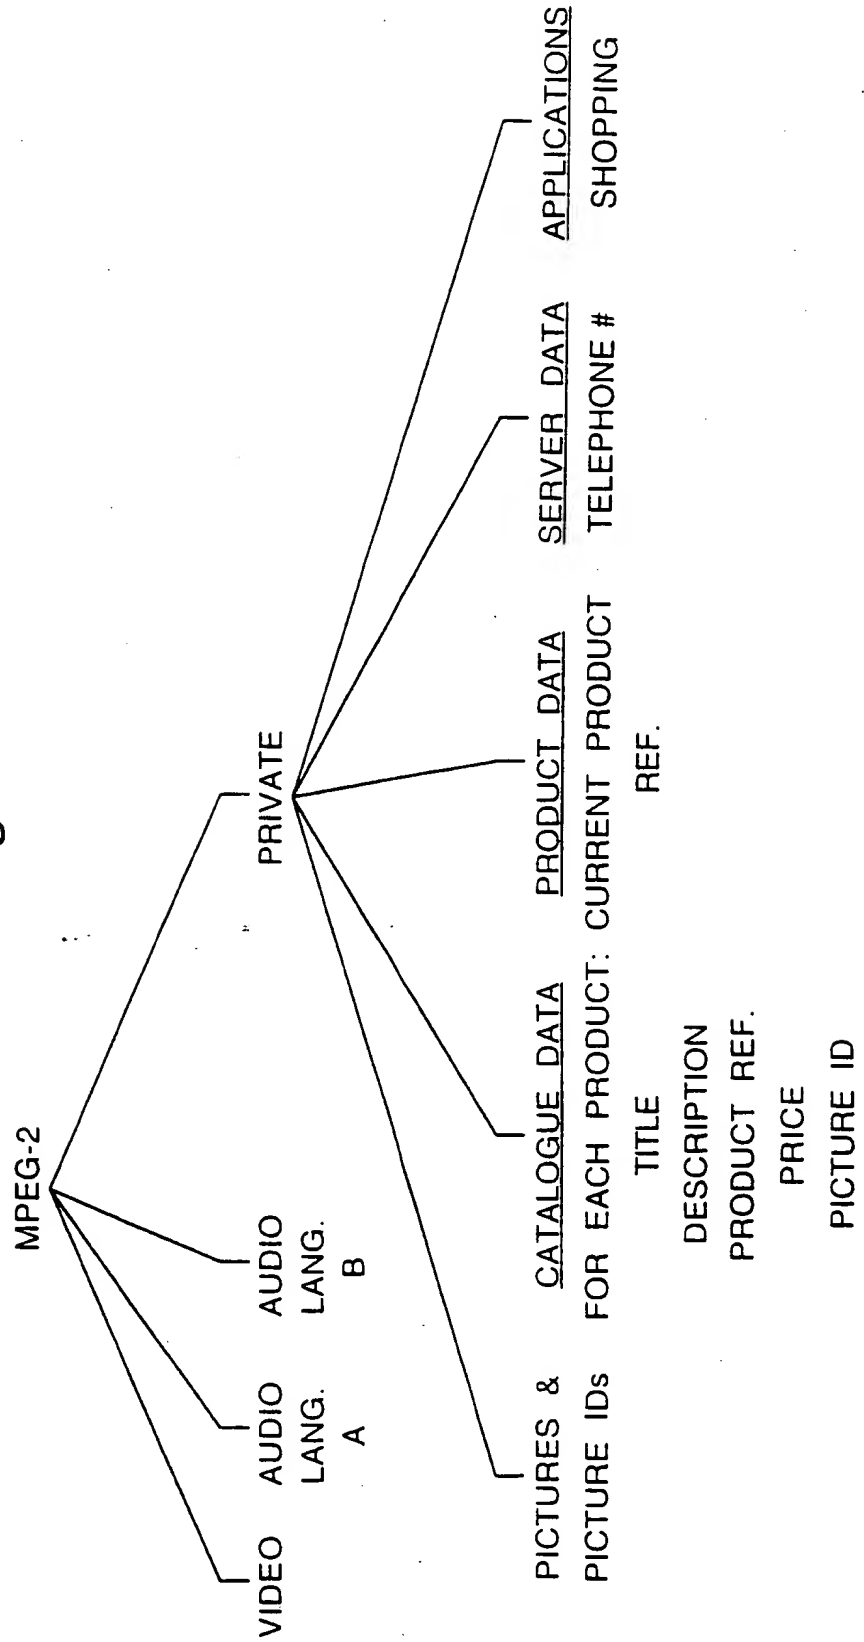 MPEG-2
VIDEO
AUDIO
LANG.
A
AUDIO
LANG.
B
PRIVATE
PICTURES &
PICTURE IDs
CATALOGUE DATA
FOR EACH PRODUCT:
TITLE
DESCRIPTION
PRODUCT REF.
PRICE
PICTURE ID
PRODUCT DATA
CURRENT PRODUCT
REF.
SERVER DATA
TELEPHONE #
APPLICATIONS
SHOPPING